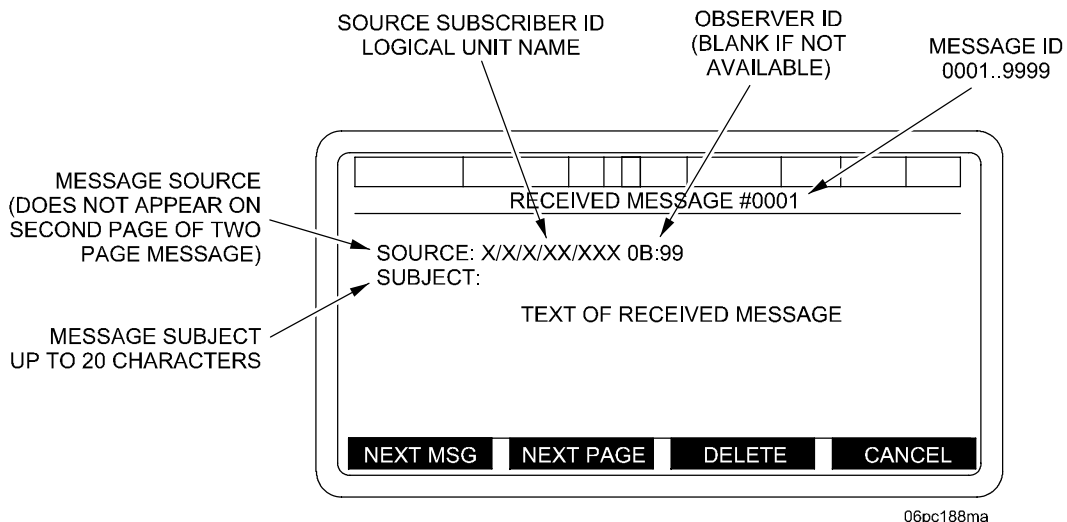 SOURCE SUBSCRIBER ID
LOGICAL UNIT NAME
OBSERVER ID
(BLANK IF NOT
AVAILABLE)
MESSAGE ID
0001..9999
MESSAGE SOURCE
(DOES NOT APPEAR ON
SECOND PAGE OF TWO
PAGE MESSAGE)
MESSAGE SUBJECT
UP TO 20 CHARACTERS
RECEIVED MESSAGE #0001
SOURCE: X/X/X/XX/XXX 0B:99
SUBJECT:
TEXT OF RECEIVED MESSAGE
NEXT MSG NEXT PAGE DELETE CANCEL
06pc188ma